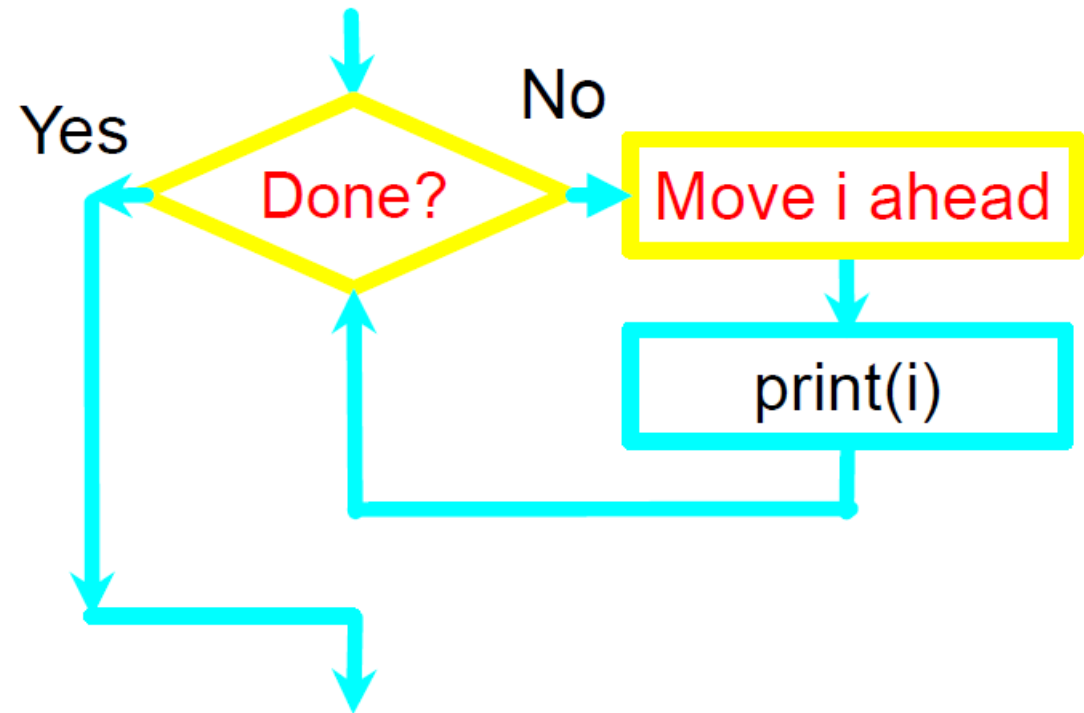 Yes
No
Done?
Move i ahead
print(i)